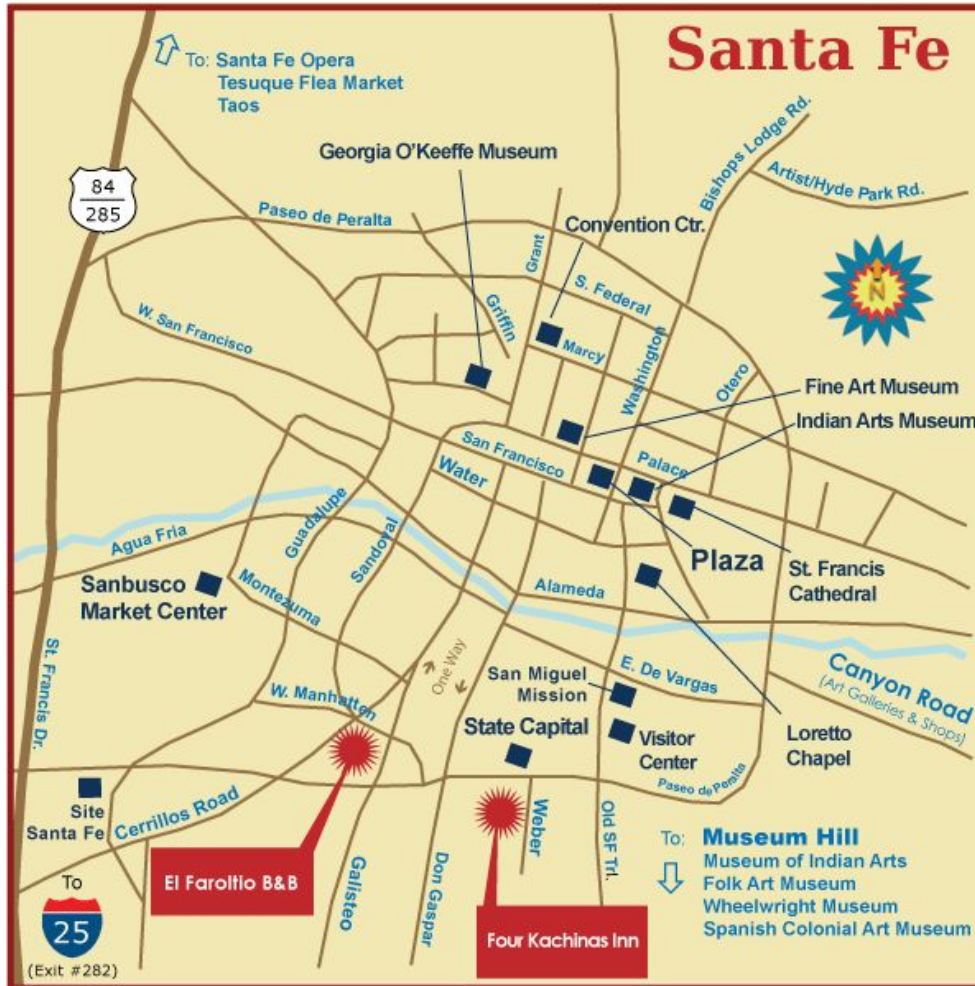 Santa Fe
To: Santa Fe Opera
Tesuque Flea Market
Taos
84
285
Georgia O'Keeffe Museum
Convention Ctr.
Bishops Lodge Rd.
Artist/Hyde Park Rd.
Paseo de Peralta
Grant
S. Federal
Griffin
N
W. San Francisco
Marcy
Washington
Otero
Fine Art Museum
Indian Arts Museum
San Francisco
Palace
Water
Guadalupe
Sandoval
Agua Fria
Plaza
St. Francis
Cathedral
Sanbusco
Market Center
Montezuma
Alameda
St. Francis Dr.
One Way
E. De Vargas
Canyon Road
(Art Galleries & Shops)
San Miguel
Mission
W. Manhatten
State Capital
Visitor
Center
Loretto
Chapel
Paseo de Peralta
Site
Santa Fe
Cerrillos Road
Weber
Old SF Trl.
Galisteo
Don Gaspar
El Faroltio B&B
Four Kachinas Inn
To: Museum Hill
Museum of Indian Arts
Folk Art Museum
Wheelwright Museum
Spanish Colonial Art Museum
To
25
(Exit #282)